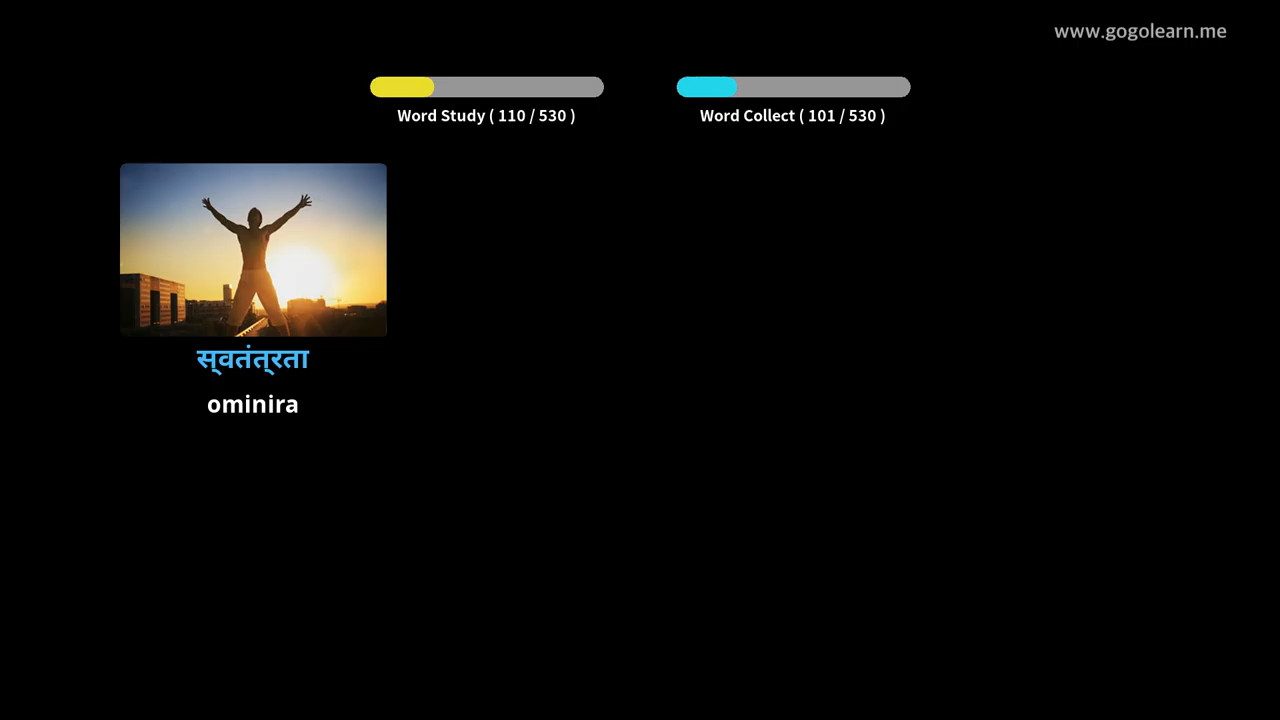 www.gogolearn.me
Word Study ( 110 / 530 )
Word Collect ( 101 / 530 )
स्वतंत्रता
ominira